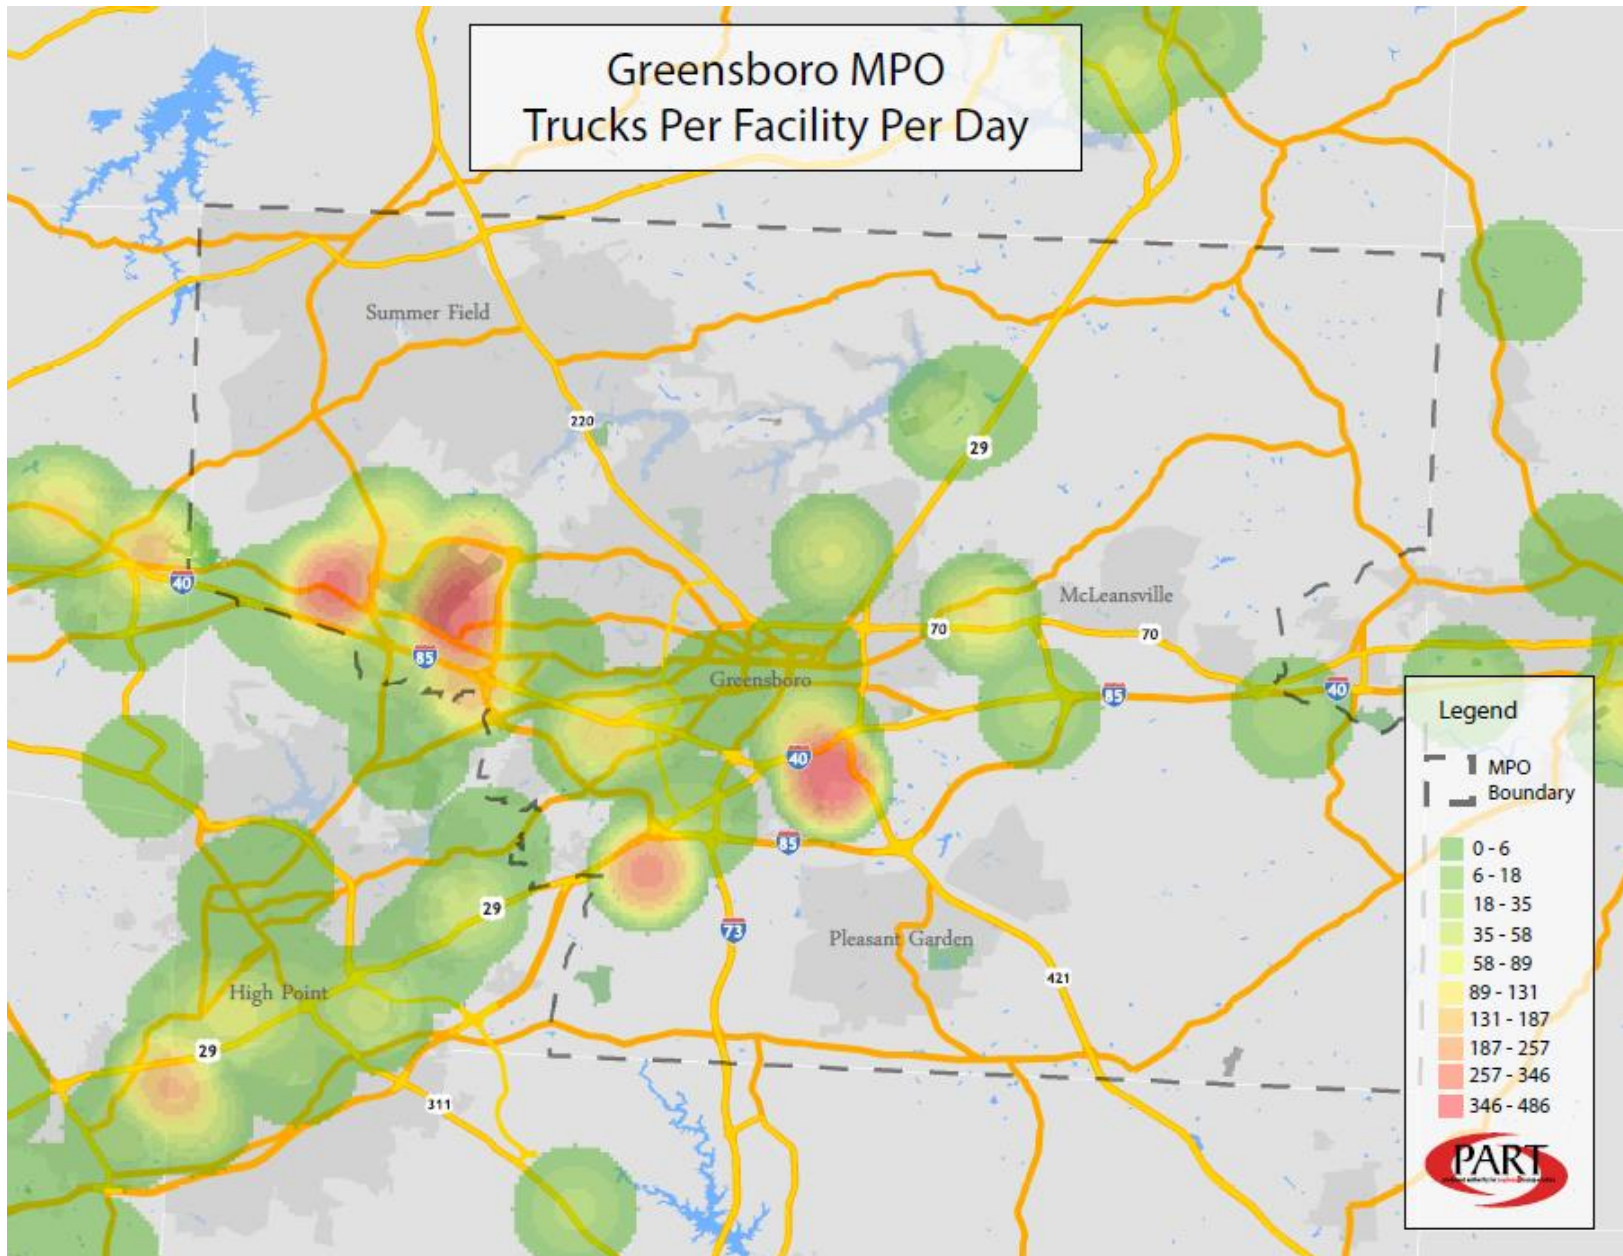 Greensboro MPO
Trucks Per Facility Per Day
Summer Field
220
29
40
McLeansville
70
70
85
Greensboro
85
40
40
85
29
73
Pleasant Garden
421
High Point
29
311
Legend
MPO
Boundary
0 - 6
6 - 18
18 - 35
35 - 58
58 - 89
89 - 131
131 - 187
187 - 257
257 - 346
346 - 486
PART